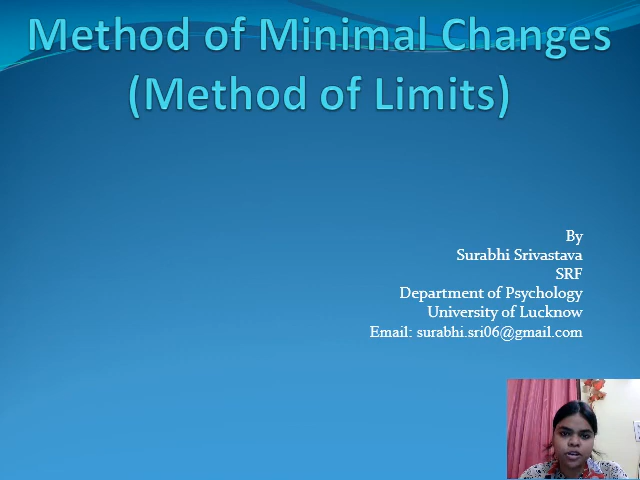 Method of Minimal Changes
(Method of Limits)
By
Surabhi Srivastava
SRF
Department of Psychology
University of Lucknow
Email: surabhi.sri06@gmail.com